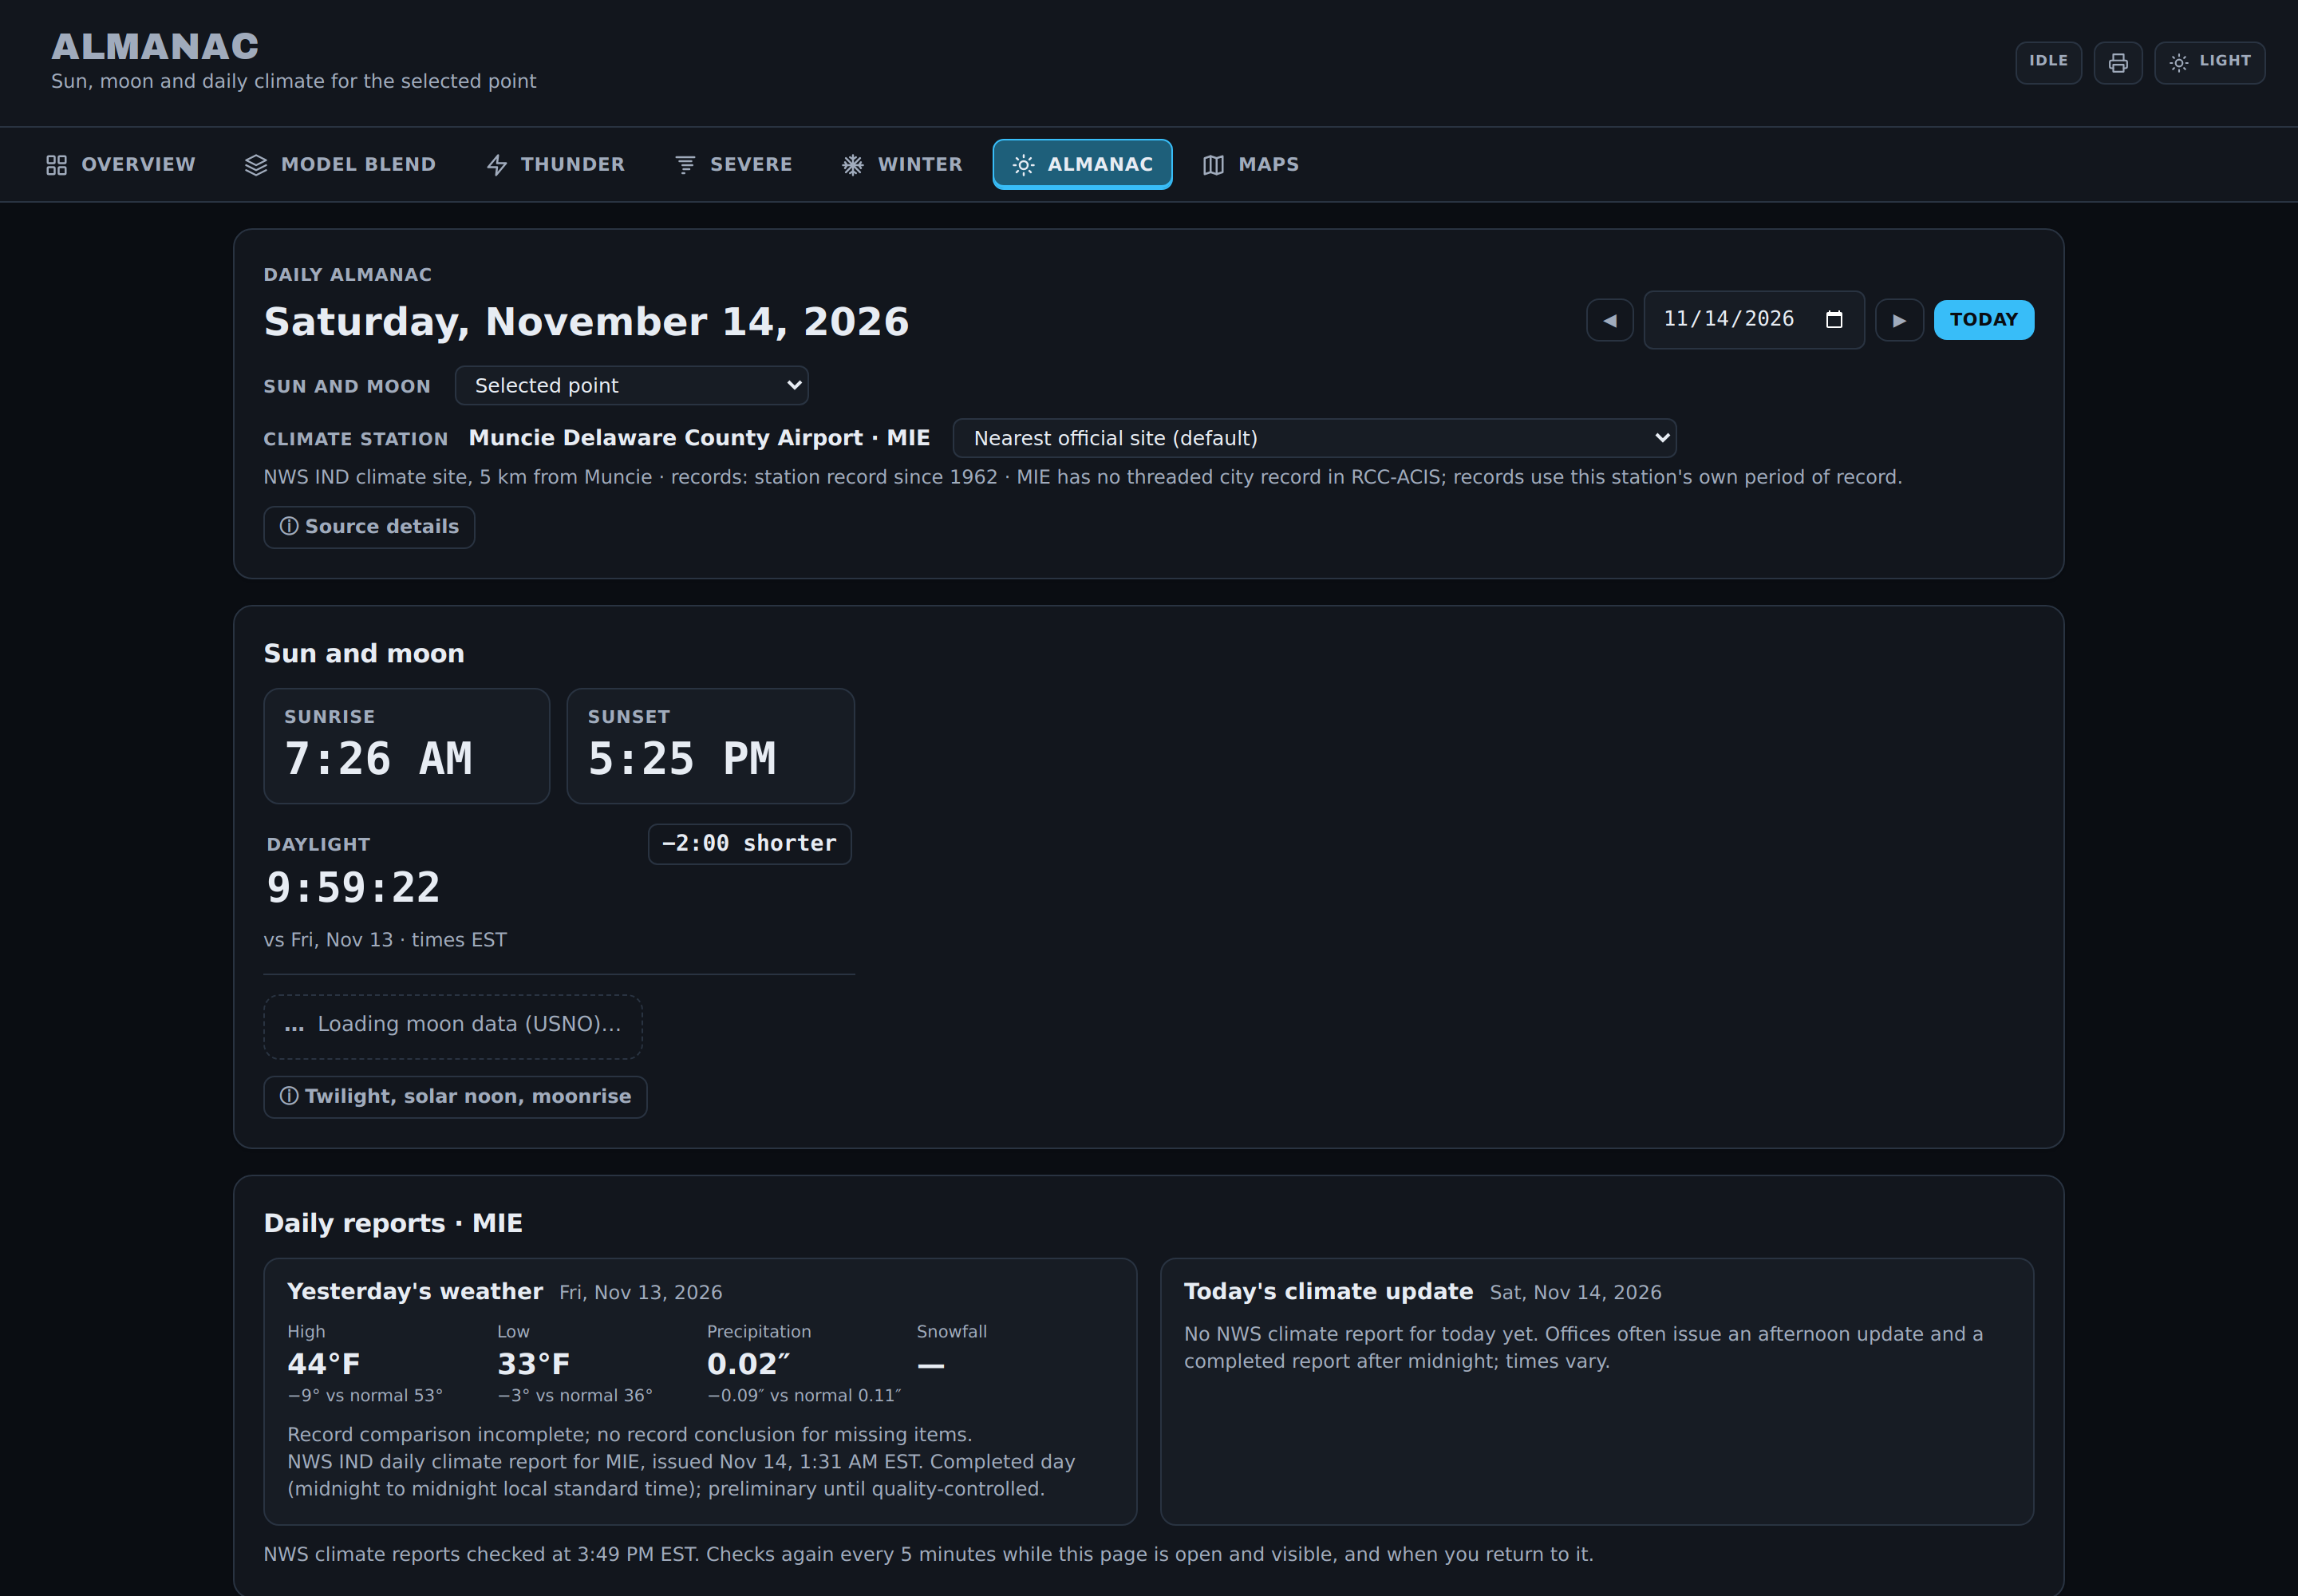 ALMANAC
Sun, moon and daily climate for the selected point
IDLE
LIGHT
OVERVIEW
MODEL BLEND
THUNDER
SEVERE
WINTER
ALMANAC
MAPS
DAILY ALMANAC
Saturday, November 14, 2026
◀
11/14/2026
▶
TODAY
SUN AND MOON
Selected point
CLIMATE STATION
Muncie Delaware County Airport · MIE
Nearest official site (default)
NWS IND climate site, 5 km from Muncie · records: station record since 1962 · MIE has no threaded city record in RCC-ACIS; records use this station's own period of record.
ⓘ Source details
Sun and moon
SUNRISE
7:26 AM
SUNSET
5:25 PM
DAYLIGHT
−2:00 shorter
9:59:22
vs Fri, Nov 13 · times EST
… Loading moon data (USNO)…
ⓘ Twilight, solar noon, moonrise
Daily reports · MIE
Yesterday's weather Fri, Nov 13, 2026
High
44°F
−9° vs normal 53°
Low
33°F
−3° vs normal 36°
Precipitation
0.02″
−0.09″ vs normal 0.11″
Snowfall
—
Record comparison incomplete; no record conclusion for missing items.
NWS IND daily climate report for MIE, issued Nov 14, 1:31 AM EST. Completed day
(midnight to midnight local standard time); preliminary until quality-controlled.
Today's climate update Sat, Nov 14, 2026
No NWS climate report for today yet. Offices often issue an afternoon update and a
completed report after midnight; times vary.
NWS climate reports checked at 3:49 PM EST. Checks again every 5 minutes while this page is open and visible, and when you return to it.